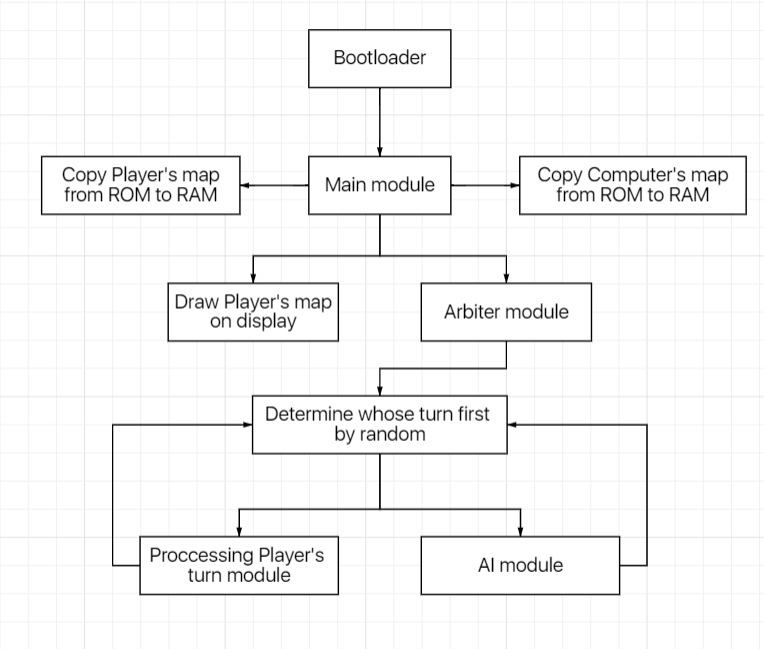 Bootloader
Copy Player's map
from ROM to RAM
Main module
Copy Computer's map
from ROM to RAM
Draw Player's map
on display
Arbiter module
Determine whose turn first
by random
Proccessing Player's
turn module
AI module